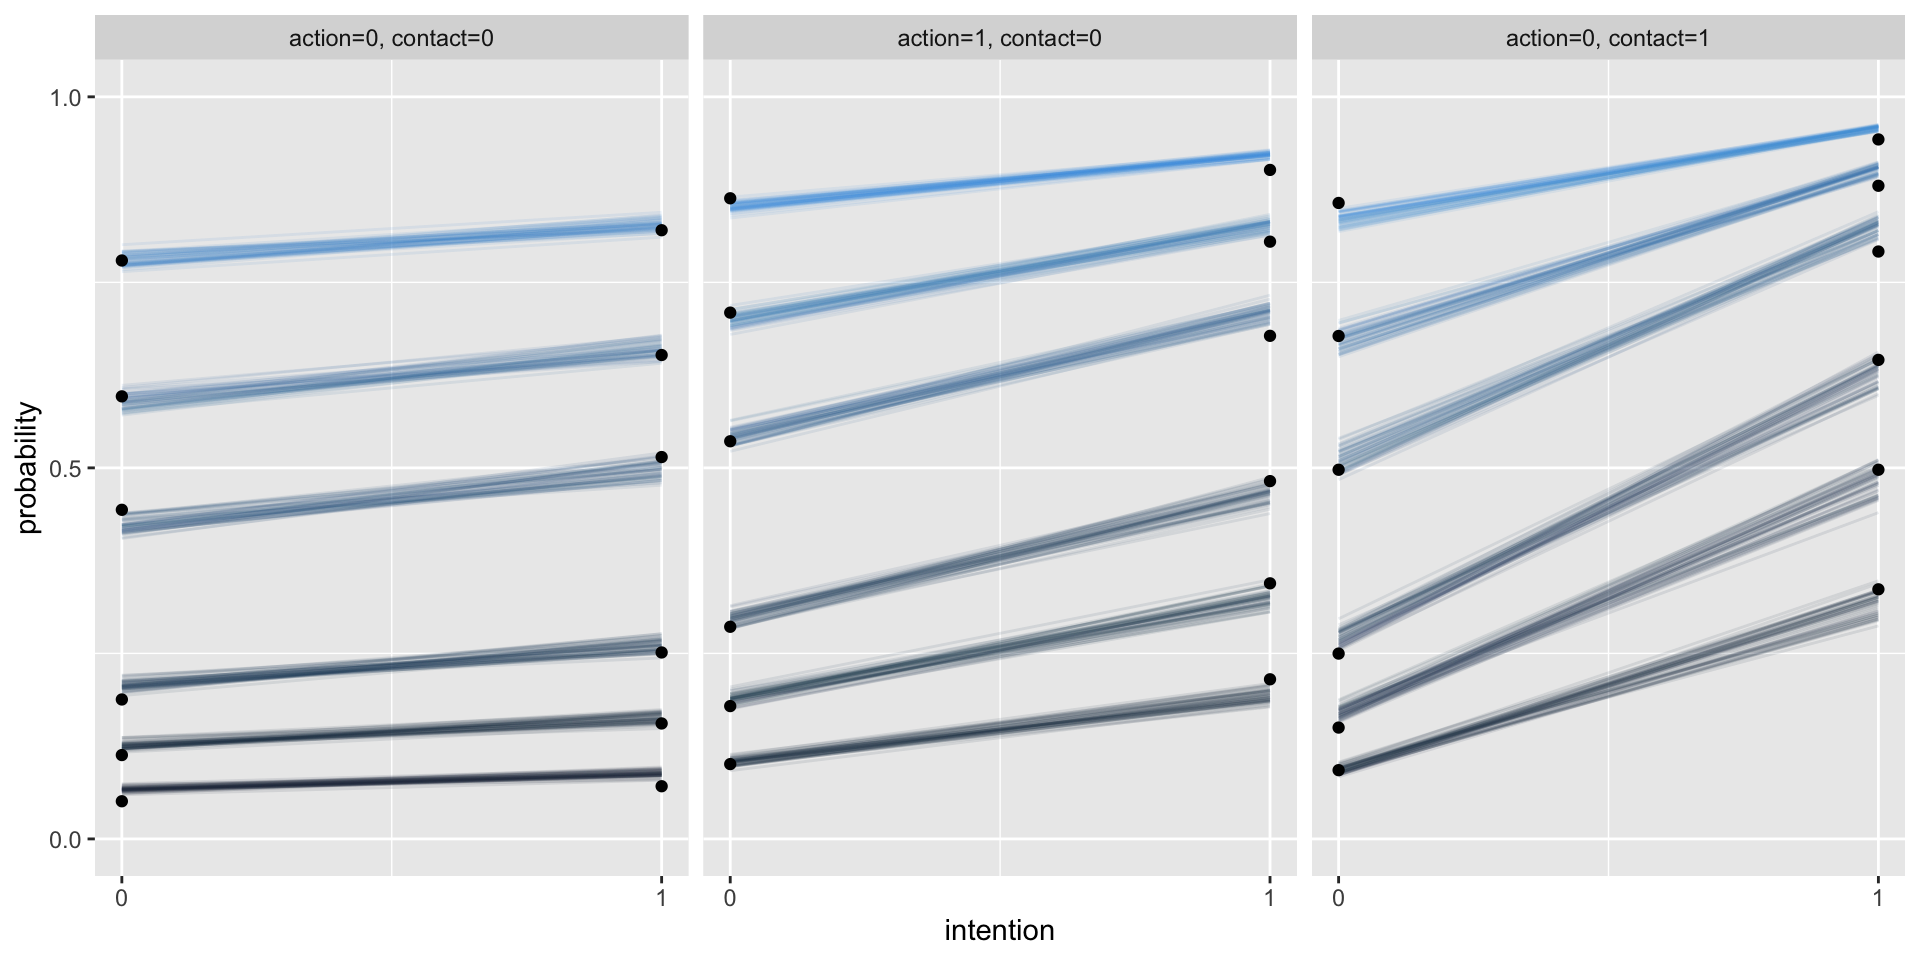 action=0, contact=0
action=1, contact=0
action=0, contact=1
1.0
0.5
0.0
probability
0 1 0 1 0 1
intention